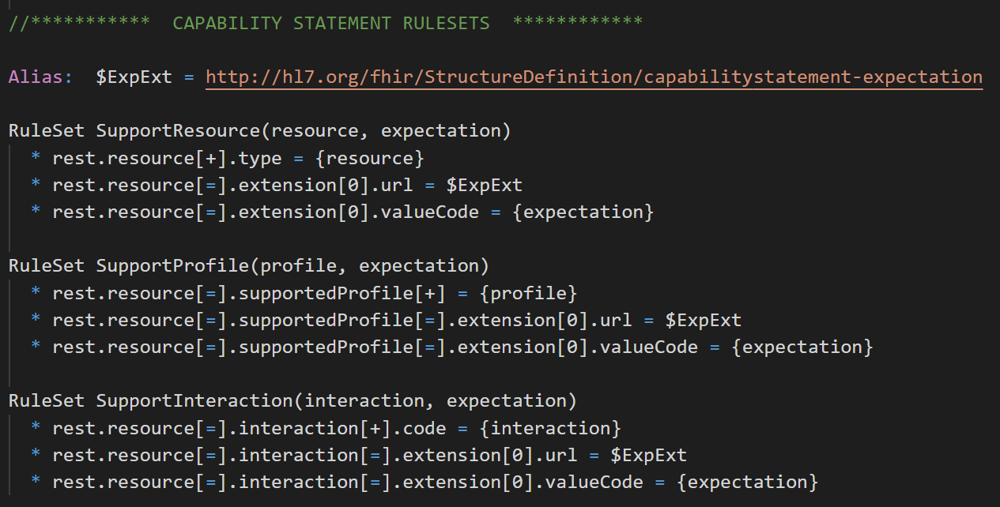 //***********  CAPABILITY STATEMENT RULESETS  ************
Alias:  $ExpExt = http://hl7.org/fhir/StructureDefinition/capabilitystatement-expectation
RuleSet SupportResource(resource, expectation)
* rest.resource[+].type = {resource}
* rest.resource[=].extension[0].url = $ExpExt
* rest.resource[=].extension[0].valueCode = {expectation}
RuleSet SupportProfile(profile, expectation)
* rest.resource[=].supportedProfile[+] = {profile}
* rest.resource[=].supportedProfile[=].extension[0].url = $ExpExt
* rest.resource[=].supportedProfile[=].extension[0].valueCode = {expectation}
RuleSet SupportInteraction(interaction, expectation)
* rest.resource[=].interaction[+].code = {interaction}
* rest.resource[=].interaction[=].extension[0].url = $ExpExt
* rest.resource[=].interaction[=].extension[0].valueCode = {expectation}